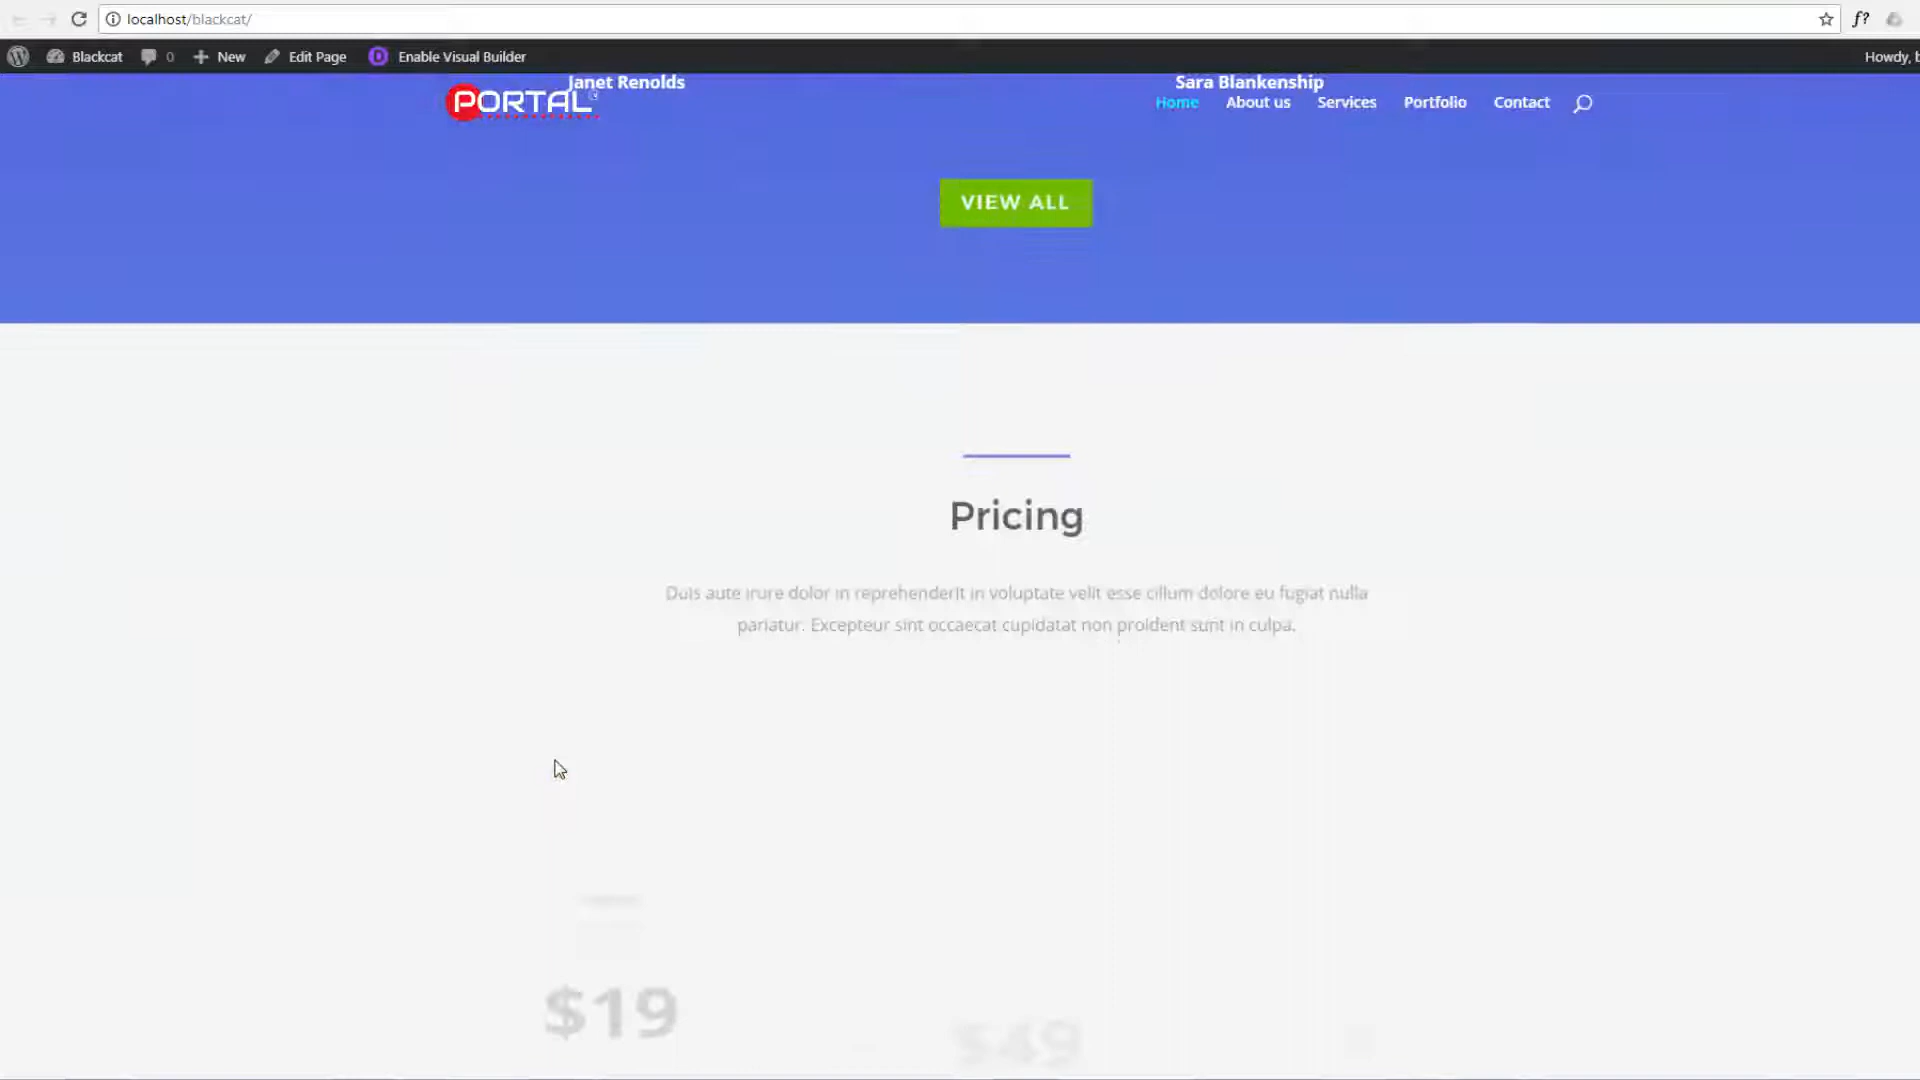 localhost/blackcat/
f?
Blackcat
0
New
Edit Page
D
Enable Visual Builder
Howdy, b
Janet Renolds
Sara Blankenship
PORTAL
Home
About us
Services
Portfolio
Contact
VIEW ALL
Pricing
Duis aute irure dolor in reprehenderit in voluptate velit esse cillum dolore eu fugiat nulla
pariatur. Excepteur sint occaecat cupidatat non proident sunt in culpa.
$19
$49